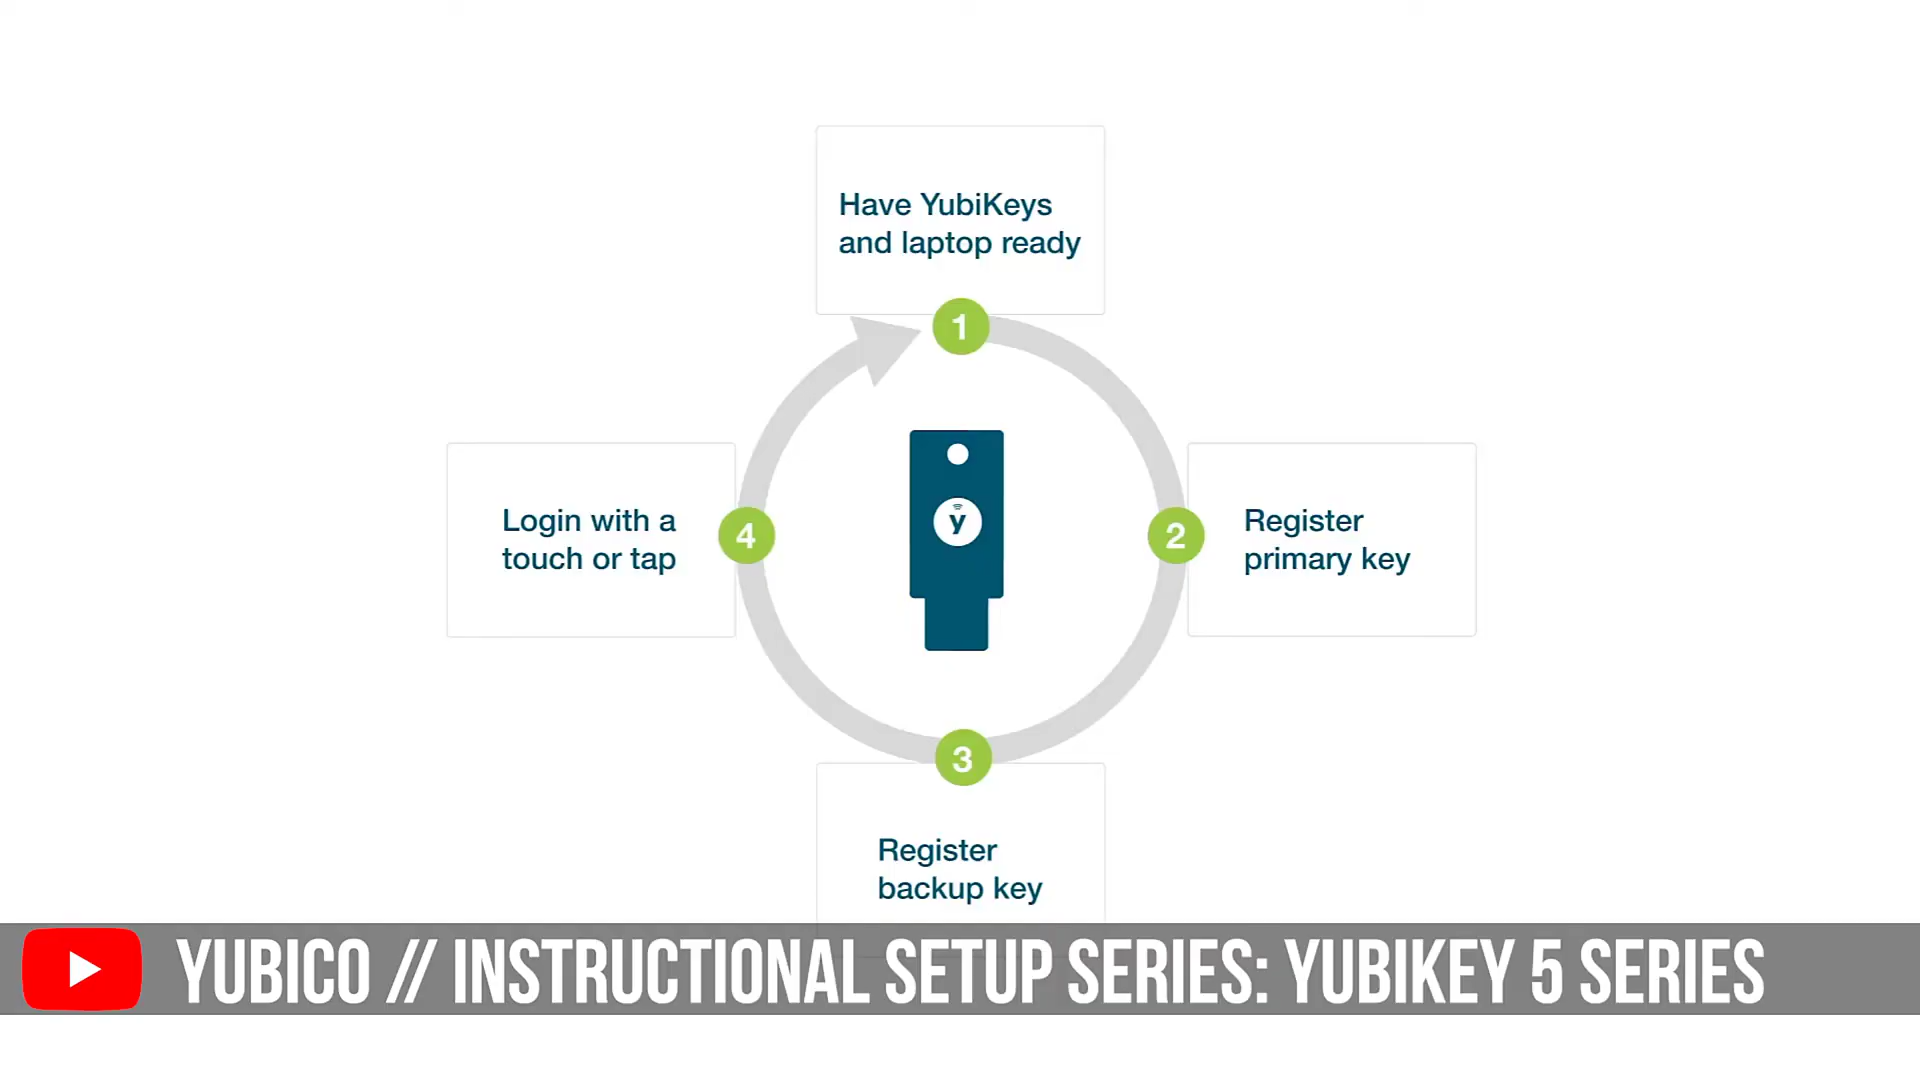 Have YubiKeys
and laptop ready
1
Login with a
touch or tap
4
y
2
Register
primary key
3
Register
backup key
YUBICO // INSTRUCTIONAL SETUP SERIES: YUBIKEY 5 SERIES